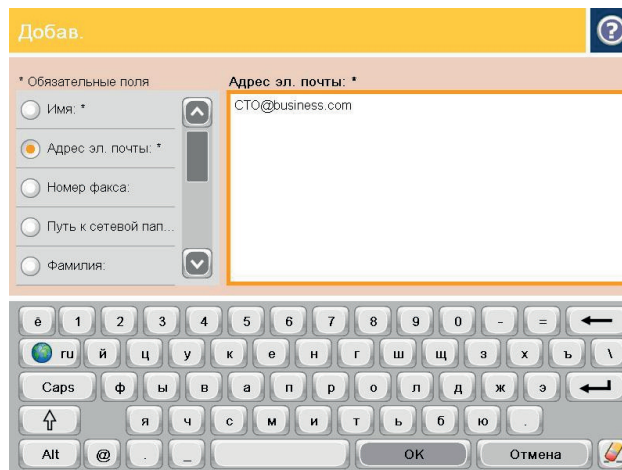 Добав.
?
* Обязательные поля
Адрес эл. почты: *
Имя: *
CTO@business.com
Адрес эл. почты: *
Номер факса:
Путь к сетевой пап...
Фамилия:
ё 1 2 3 4 5 6 7 8 9 0 - =
ru й ц у к е н г ш щ з х ъ \
Caps ф ы в а п р о л д ж э
я ч с м и т ь б ю .
Alt @ . _ OK Отмена